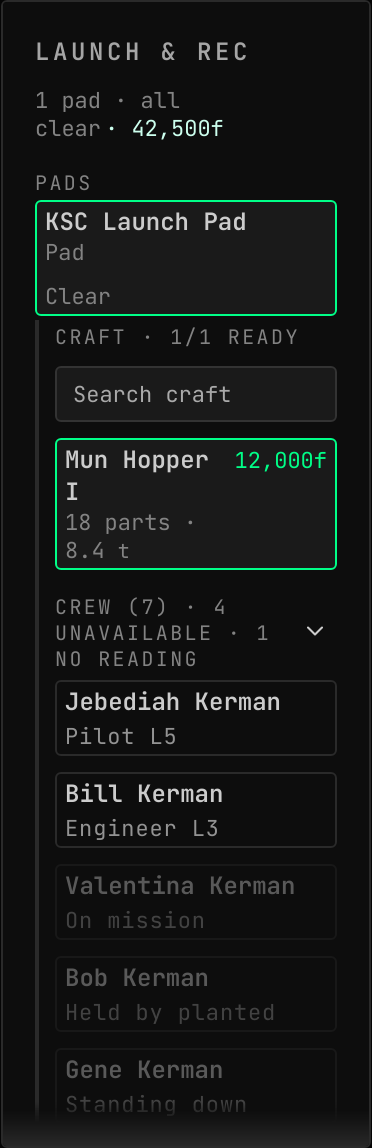 LAUNCH & REC
1 pad · all
clear · 42,500f
PADS
KSC Launch Pad
Pad
Clear
CRAFT · 1/1 READY
Search craft
Mun Hopper 12,000f
I
18 parts ·
8.4 t
CREW (7) · 4
UNAVAILABLE · 1
NO READING
Jebediah Kerman
Pilot L5
Bill Kerman
Engineer L3
Valentina Kerman
On mission
Bob Kerman
Held by planted
Gene Kerman
Standing down